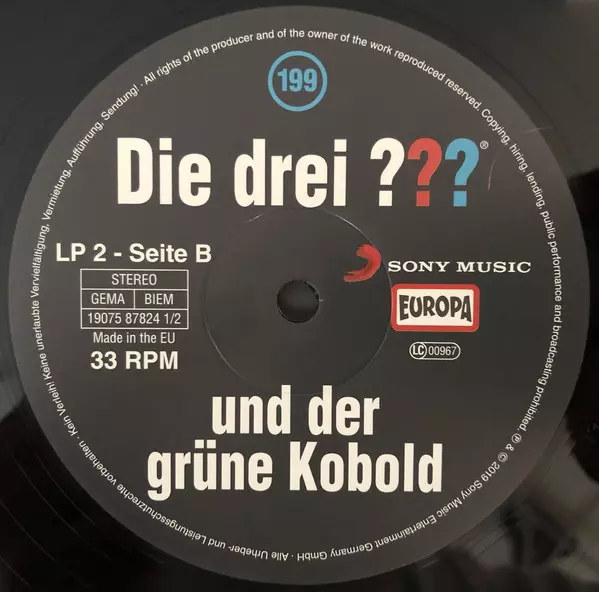 199
Die drei ???®
LP 2 - Seite B
STEREO
GEMA BIEM
19075 87824 1/2
Made in the EU
33 RPM
SONY MUSIC
EUROPA
LC 00967
und der
grüne Kobold
Kein Verleih! Keine unerlaubte Vervielfältigung, Vermietung, Aufführung, Sendung! · All rights of the producer and of the owner of the work reproduced reserved. Copying, hiring, lending, public performance and broadcasting prohibited. ℗ & © 2019 Sony Music Entertainment Germany GmbH · Alle Urheber- und Leistungsschutzrechte vorbehalten ·